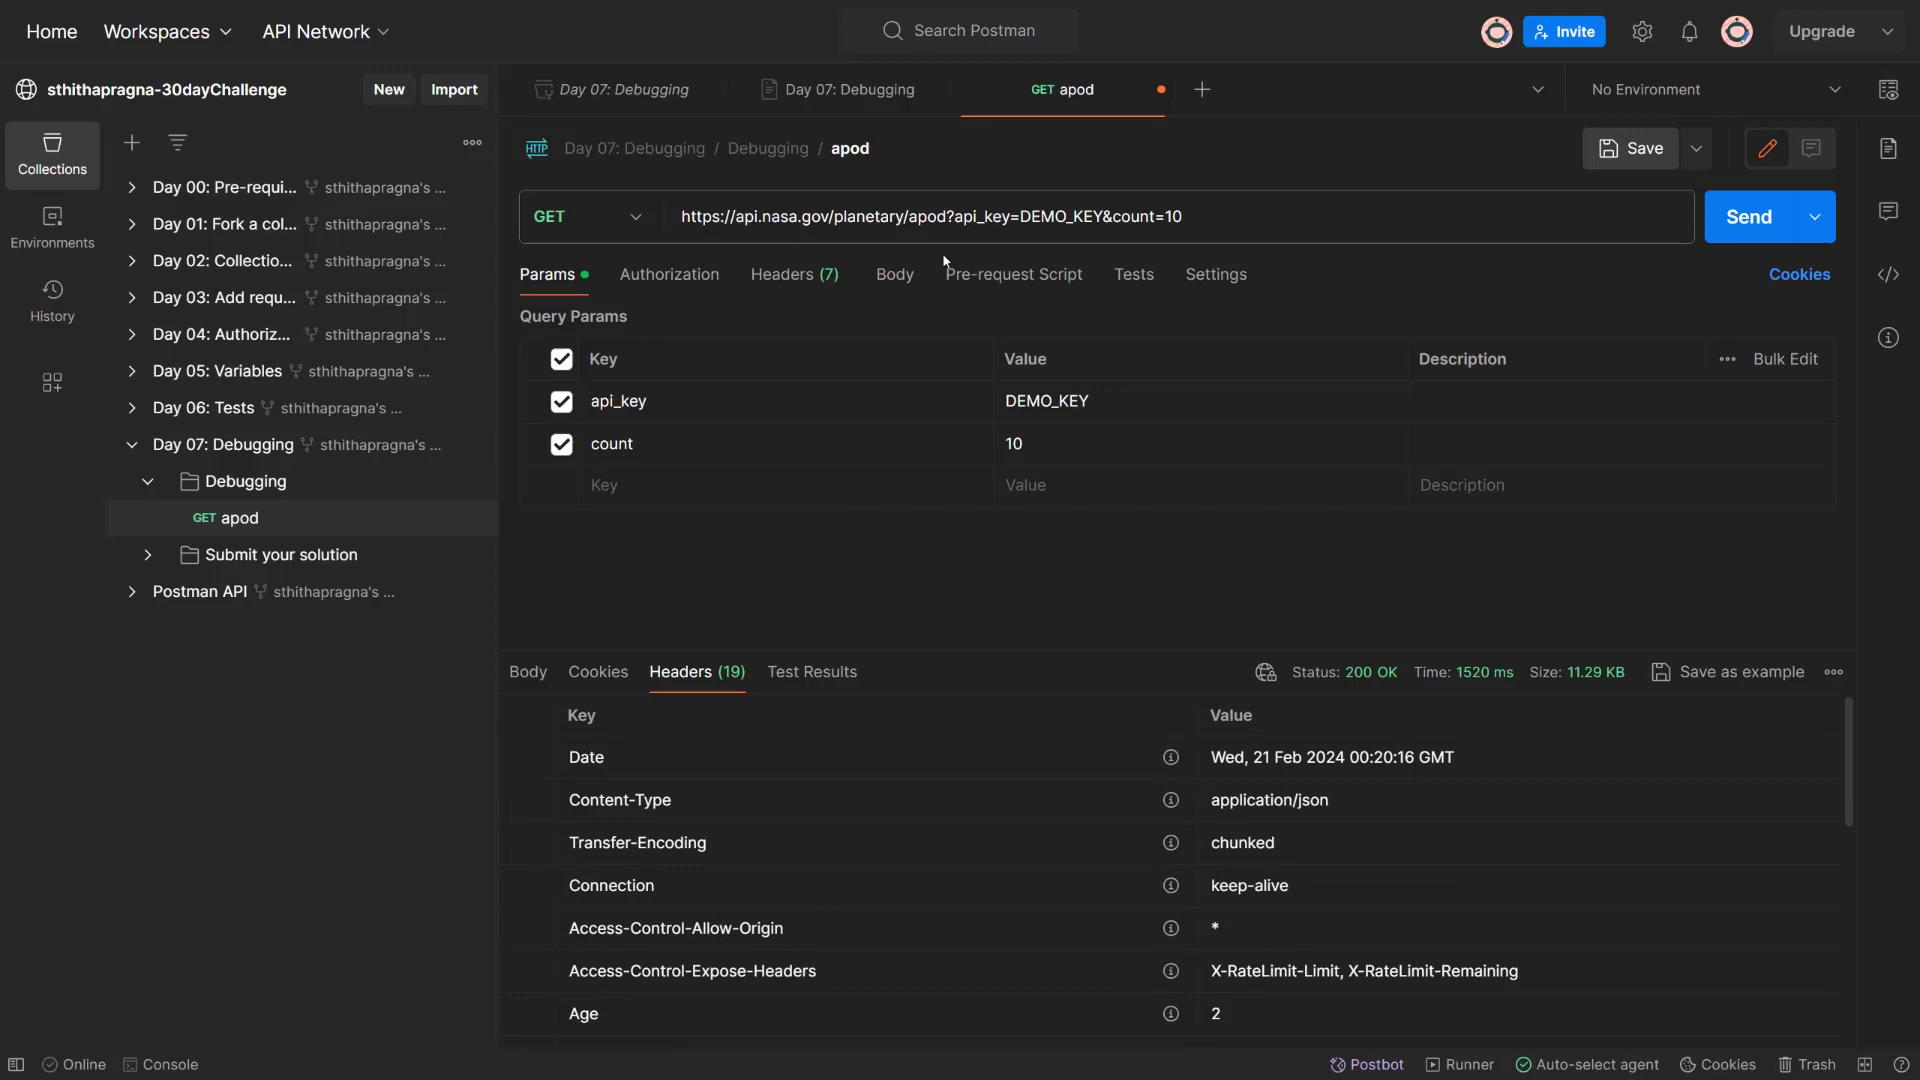 Home Workspaces API Network Search Postman Invite Upgrade
sthithapragna-30dayChallenge New Import Day 07: Debugging Day 07: Debugging GET apod No Environment
Collections
Environments
History
Day 00: Pre-requi... sthithapragna's ...
Day 01: Fork a col... sthithapragna's ...
Day 02: Collectio... sthithapragna's ...
Day 03: Add requ... sthithapragna's ...
Day 04: Authoriz... sthithapragna's ...
Day 05: Variables sthithapragna's ...
Day 06: Tests sthithapragna's ...
Day 07: Debugging sthithapragna's ...
Debugging
GET apod
Submit your solution
Postman API sthithapragna's ...
HTTP Day 07: Debugging / Debugging / apod Save
GET https://api.nasa.gov/planetary/apod?api_key=DEMO_KEY&count=10 Send
Params Authorization Headers (7) Body Pre-request Script Tests Settings Cookies
Query Params
Key Value Description Bulk Edit
api_key DEMO_KEY
count 10
Key Value Description
Body Cookies Headers (19) Test Results Status: 200 OK Time: 1520 ms Size: 11.29 KB Save as example
Key Value
Date Wed, 21 Feb 2024 00:20:16 GMT
Content-Type application/json
Transfer-Encoding chunked
Connection keep-alive
Access-Control-Allow-Origin *
Access-Control-Expose-Headers X-RateLimit-Limit, X-RateLimit-Remaining
Age 2
Online Console Postbot Runner Auto-select agent Cookies Trash